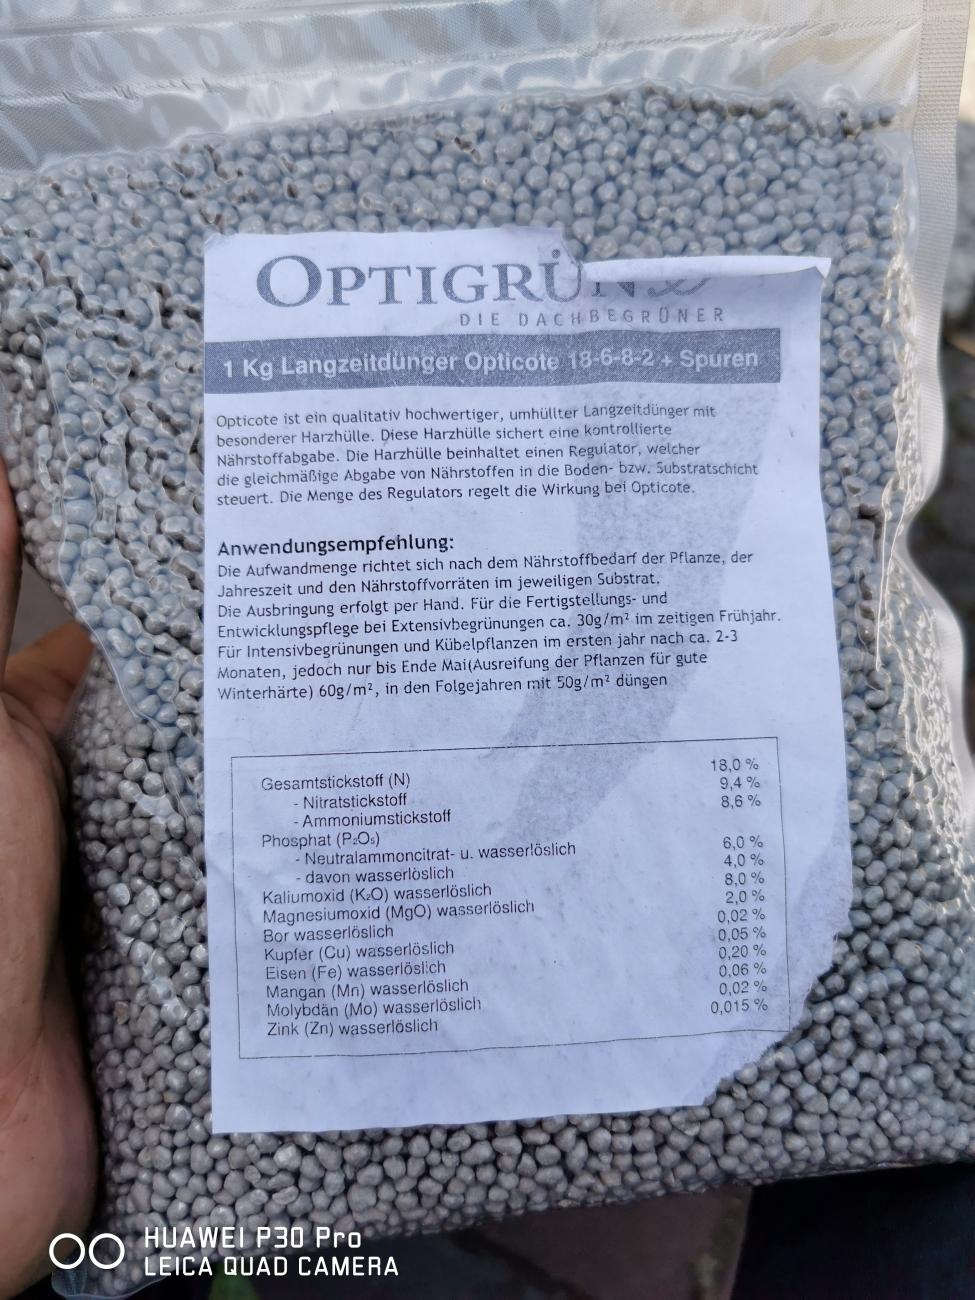 OPTIGRÜN
DIE DACHBEGRÜNER
1 Kg Langzeitdünger Opticote 18-6-8-2 + Spuren
Opticote ist ein qualitativ hochwertiger, umhüllter Langzeitdünger mit
besonderer Harzhülle. Diese Harzhülle sichert eine kontrollierte
Nährstoffabgabe. Die Harzhülle beinhaltet einen Regulator, welcher
die gleichmäßige Abgabe von Nährstoffen in die Boden- bzw. Substratschicht
steuert. Die Menge des Regulators regelt die Wirkung bei Opticote.
Anwendungsempfehlung:
Die Aufwandmenge richtet sich nach dem Nährstoffbedarf der Pflanze, der
Jahreszeit und den Nährstoffvorräten im jeweiligen Substrat.
Die Ausbringung erfolgt per Hand. Für die Fertigstellungs- und
Entwicklungspflege bei Extensivbegrünungen ca. 30g/m² im zeitigen Frühjahr.
Für Intensivbegrünungen und Kübelpflanzen im ersten jahr nach ca. 2-3
Monaten, jedoch nur bis Ende Mai(Ausreifung der Pflanzen für gute
Winterhärte) 60g/m², in den Folgejahren mit 50g/m² düngen
Gesamtstickstoff (N) 18,0 %
- Nitratstickstoff 9,4 %
- Ammoniumstickstoff 8,6 %
Phosphat (P₂O₅)
- Neutralammoncitrat- u. wasserlöslich 6,0 %
- davon wasserlöslich 4,0 %
Kaliumoxid (K₂O) wasserlöslich 8,0 %
Magnesiumoxid (MgO) wasserlöslich 2,0 %
Bor wasserlöslich 0,02 %
Kupfer (Cu) wasserlöslich 0,05 %
Eisen (Fe) wasserlöslich 0,20 %
Mangan (Mn) wasserlöslich 0,06 %
Molybdän (Mo) wasserlöslich 0,02 %
Zink (Zn) wasserlöslich 0,015 %
HUAWEI P30 Pro
LEICA QUAD CAMERA